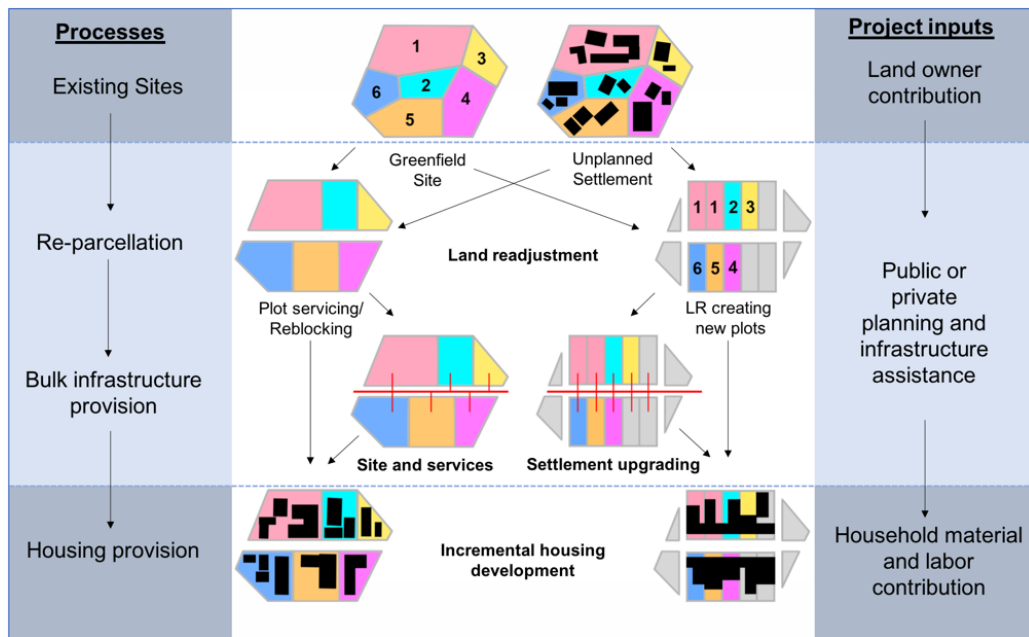 Processes
Existing Sites
Re-parcellation
Bulk infrastructure
provision
Housing provision
1
2
3
4
5
6
Greenfield
Site
Unplanned
Settlement
1 1 2 3
6 5 4
Land readjustment
Plot servicing/
Reblocking
LR creating
new plots
Site and services
Settlement upgrading
Incremental housing
development
Project inputs
Land owner
contribution
Public or
private
planning and
infrastructure
assistance
Household material
and labor
contribution